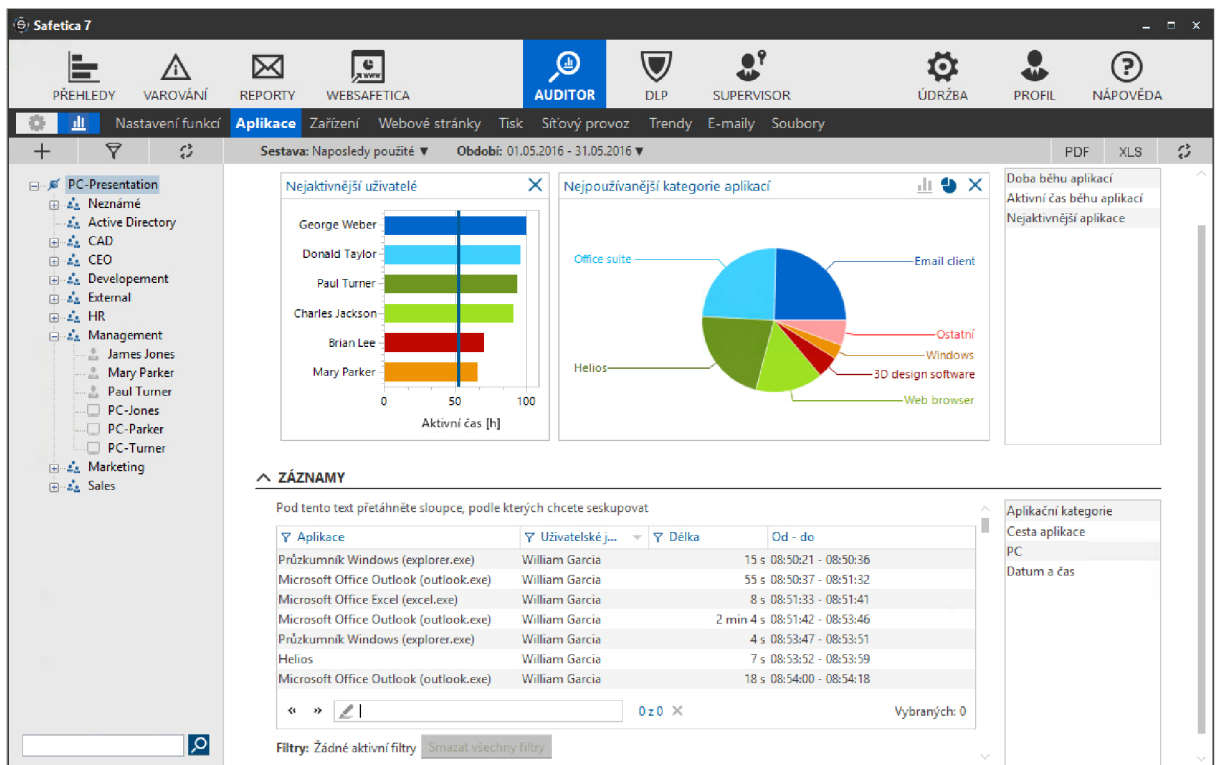 Safetica 7
PŘEHLEDY VAROVÁNÍ REPORTY WEBSAFETICA AUDITOR DLP SUPERVISOR ÚDRŽBA PROFIL NÁPOVĚDA
Nastavení funkcí Aplikace Zařízení Webové stránky Tisk Síťový provoz Trendy E-maily Soubory
Sestava: Naposledy použité Období: 01.05.2016 - 31.05.2016 PDF XLS
PC-Presentation
Neznámé
Active Directory
CAD
CEO
Developement
External
HR
Management
James Jones
Mary Parker
Paul Turner
PC-Jones
PC-Parker
PC-Turner
Marketing
Sales
Nejaktivnější uživatelé
George Weber
Donald Taylor
Paul Turner
Charles Jackson
Brian Lee
Mary Parker
0 50 100
Aktivní čas [h]
Nejpoužívanější kategorie aplikací
Office suite
Email client
Ostatní
Windows
Helios
3D design software
Web browser
Doba běhu aplikací
Aktivní čas běhu aplikací
Nejaktivnější aplikace
ZÁZNAMY
Pod tento text přetáhněte sloupce, podle kterých chcete seskupovat
Aplikace Uživatelské j... Délka Od - do
Průzkumník Windows (explorer.exe) William Garcia 15 s 08:50:21 - 08:50:36
Microsoft Office Outlook (outlook.exe) William Garcia 55 s 08:50:37 - 08:51:32
Microsoft Office Excel (excel.exe) William Garcia 8 s 08:51:33 - 08:51:41
Microsoft Office Outlook (outlook.exe) William Garcia 2 min 4 s 08:51:42 - 08:53:46
Průzkumník Windows (explorer.exe) William Garcia 4 s 08:53:47 - 08:53:51
Helios William Garcia 7 s 08:53:52 - 08:53:59
Microsoft Office Outlook (outlook.exe) William Garcia 18 s 08:54:00 - 08:54:18
0 z 0 Vybraných: 0
Filtry: Žádné aktivní filtry Smazat všechny filtry
Aplikační kategorie
Cesta aplikace
PC
Datum a čas